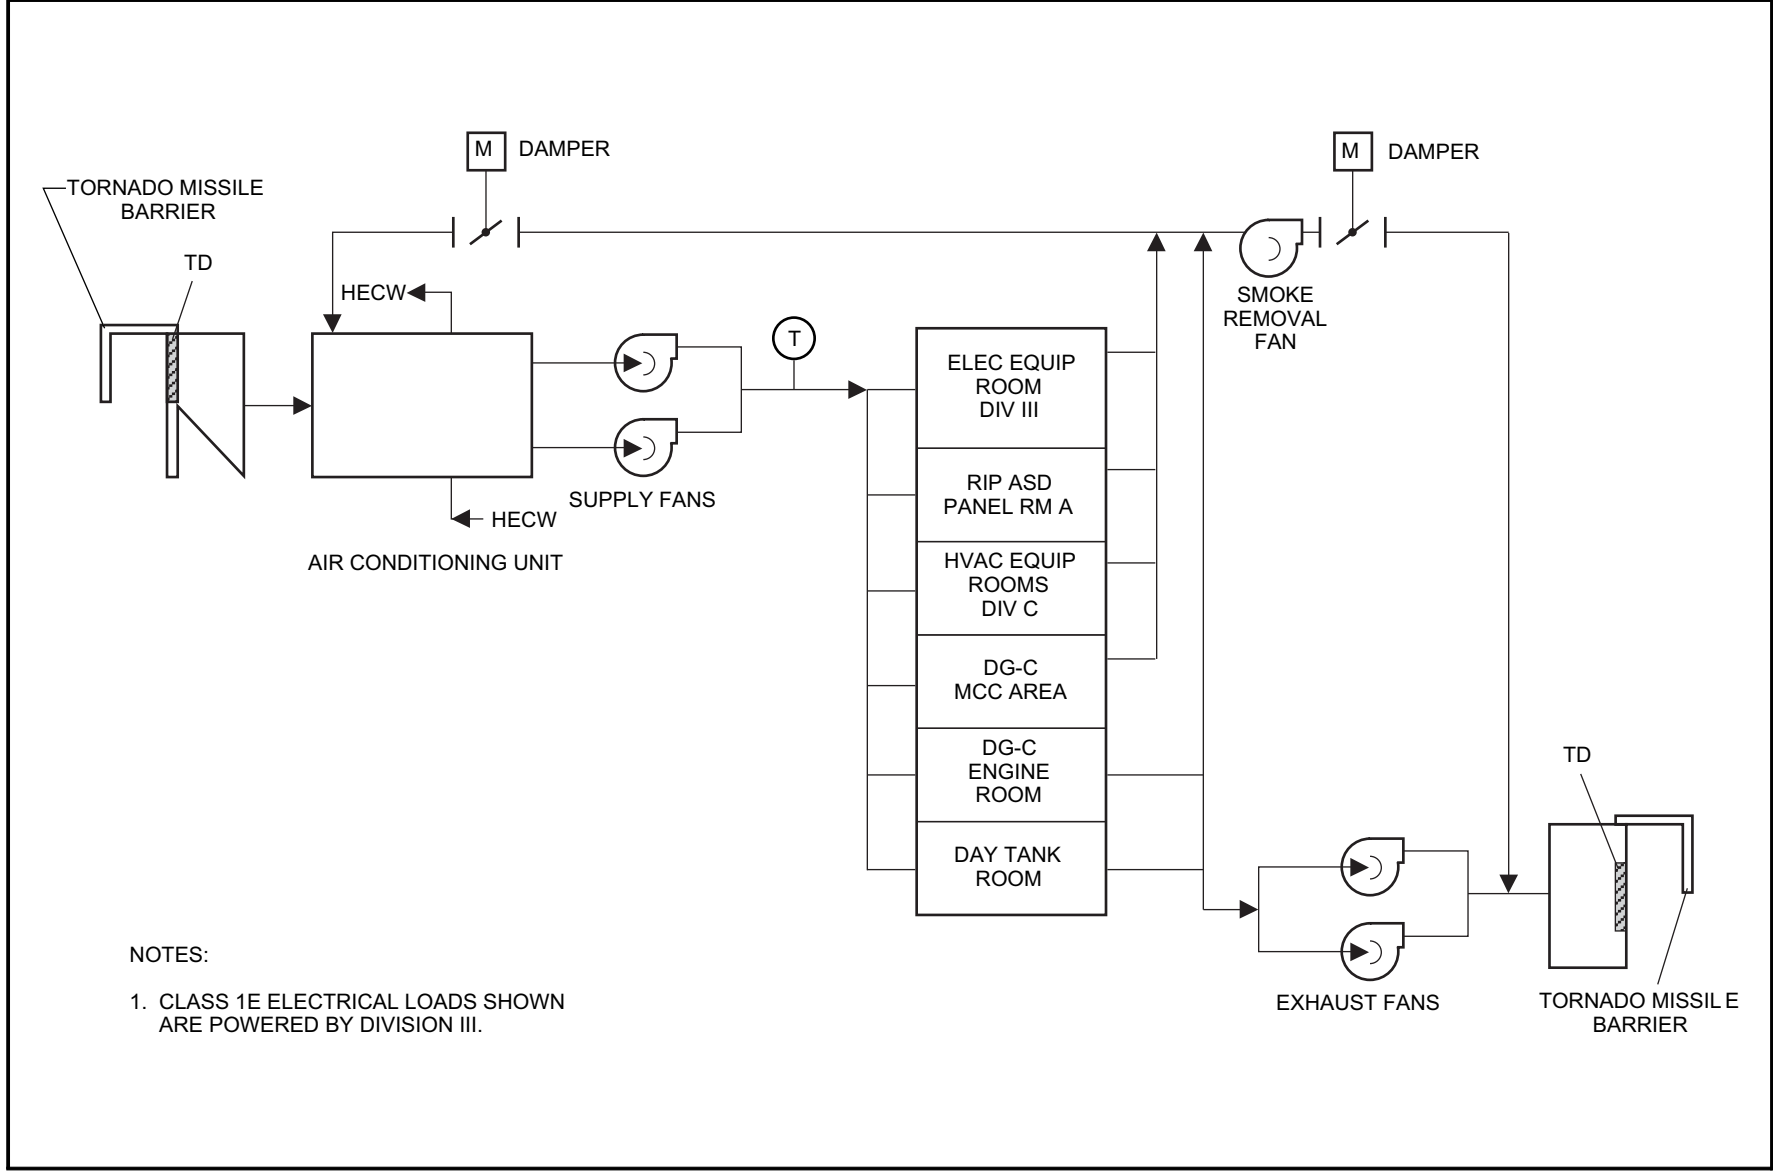 M DAMPER
M DAMPER
TORNADO MISSILE
BARRIER
TD
HECW
T
SMOKE
REMOVAL
FAN
ELEC EQUIP
ROOM
DIV III
RIP ASD
PANEL RM A
SUPPLY FANS
HECW
AIR CONDITIONING UNIT
HVAC EQUIP
ROOMS
DIV C
DG-C
MCC AREA
DG-C
ENGINE
ROOM
TD
DAY TANK
ROOM
EXHAUST FANS
TORNADO MISSIL E
BARRIER
NOTES:
1. CLASS 1E ELECTRICAL LOADS SHOWN
ARE POWERED BY DIVISION III.